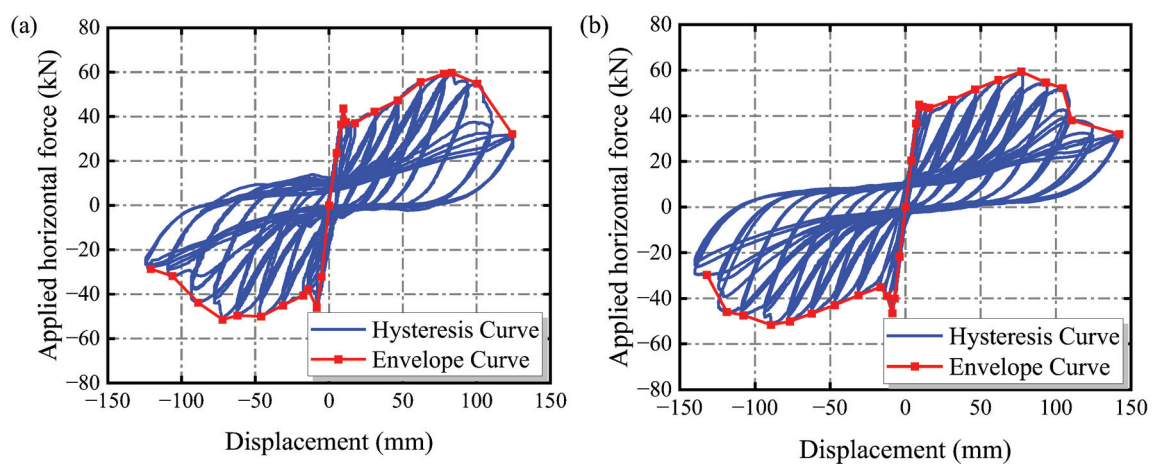 (a)
Applied horizontal force (kN)
80
60
40
20
0
−20
−40
−60
−80
−150 −100 −50 0 50 100 150
Displacement (mm)
Hysteresis Curve
Envelope Curve
(b)
Applied horizontal force (kN)
80
60
40
20
0
−20
−40
−60
−80
−150 −100 −50 0 50 100 150
Displacement (mm)
Hysteresis Curve
Envelope Curve